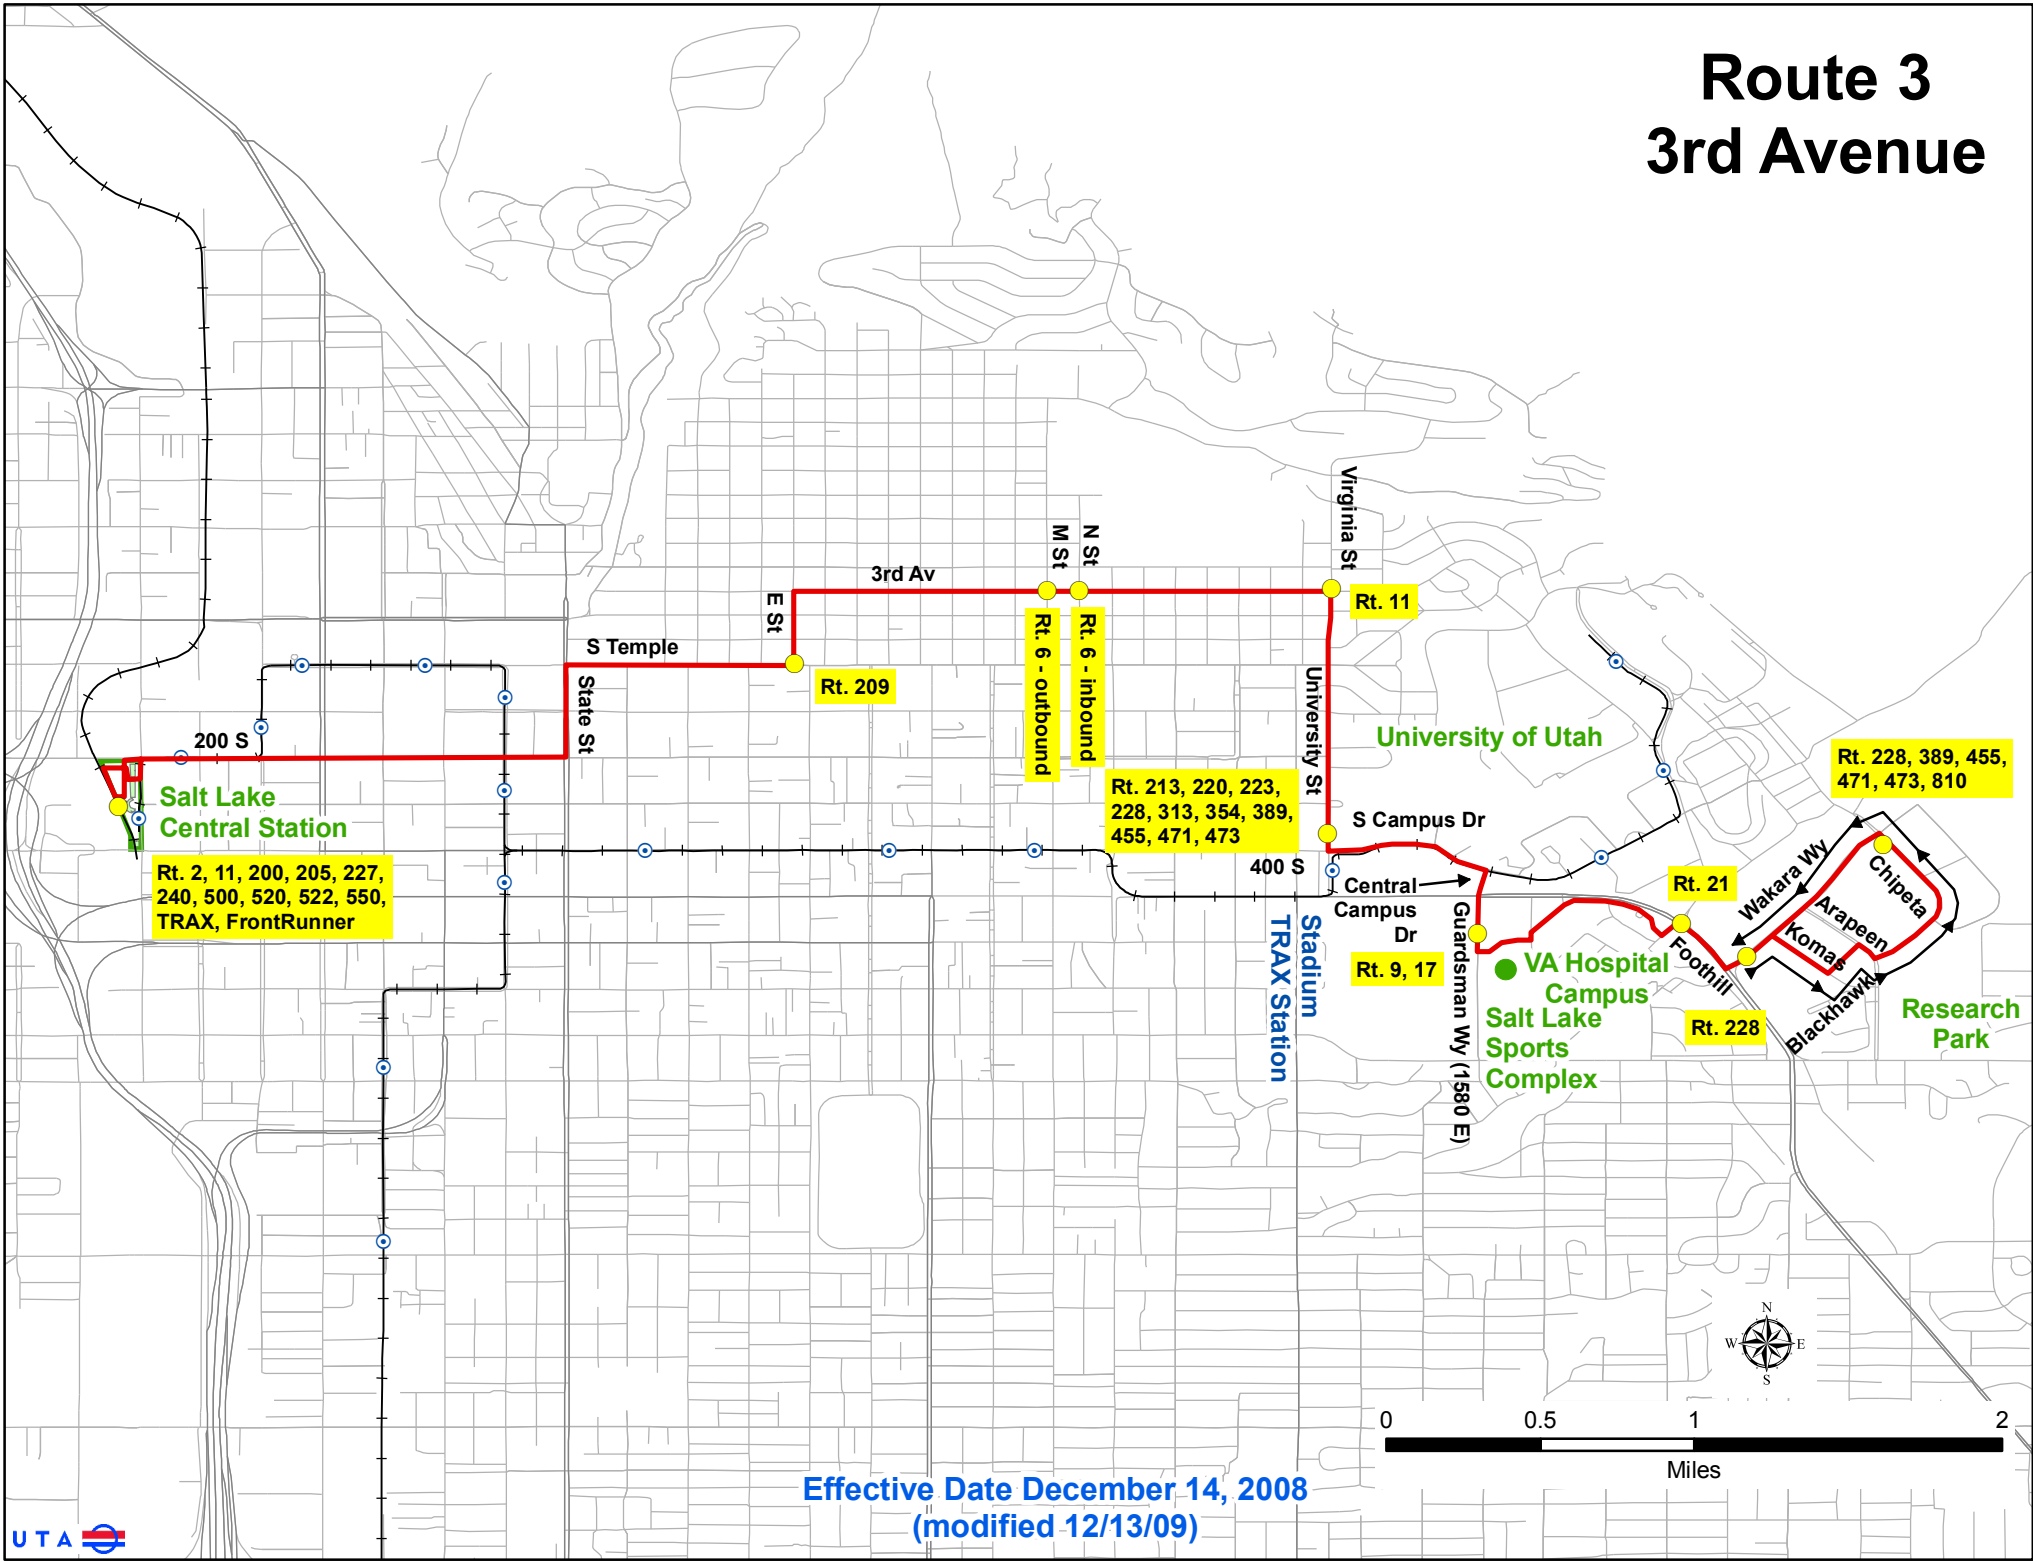 Route 3
3rd Avenue
Virginia St
M St
N St
3rd Av
E St
Rt. 11
Rt. 6 - outbound
Rt. 6 - inbound
S Temple
Rt. 209
State St
University St
200 S
University of Utah
Rt. 228, 389, 455,
471, 473, 810
Salt Lake
Central Station
Rt. 213, 220, 223,
228, 313, 354, 389,
455, 471, 473
S Campus Dr
Rt. 2, 11, 200, 205, 227,
240, 500, 520, 522, 550,
TRAX, FrontRunner
400 S
Central
Campus
Dr
Rt. 21
Wakara Wy
Chipeta
Arapeen
Komas
Foothill
Blackhawk
Stadium
TRAX Station
Guardsman Wy (1580 E)
Rt. 9, 17
VA Hospital
Campus
Salt Lake
Sports
Complex
Rt. 228
Research
Park
N
W
E
S
0 0.5 1 2
Miles
Effective Date December 14, 2008
(modified 12/13/09)
UTA